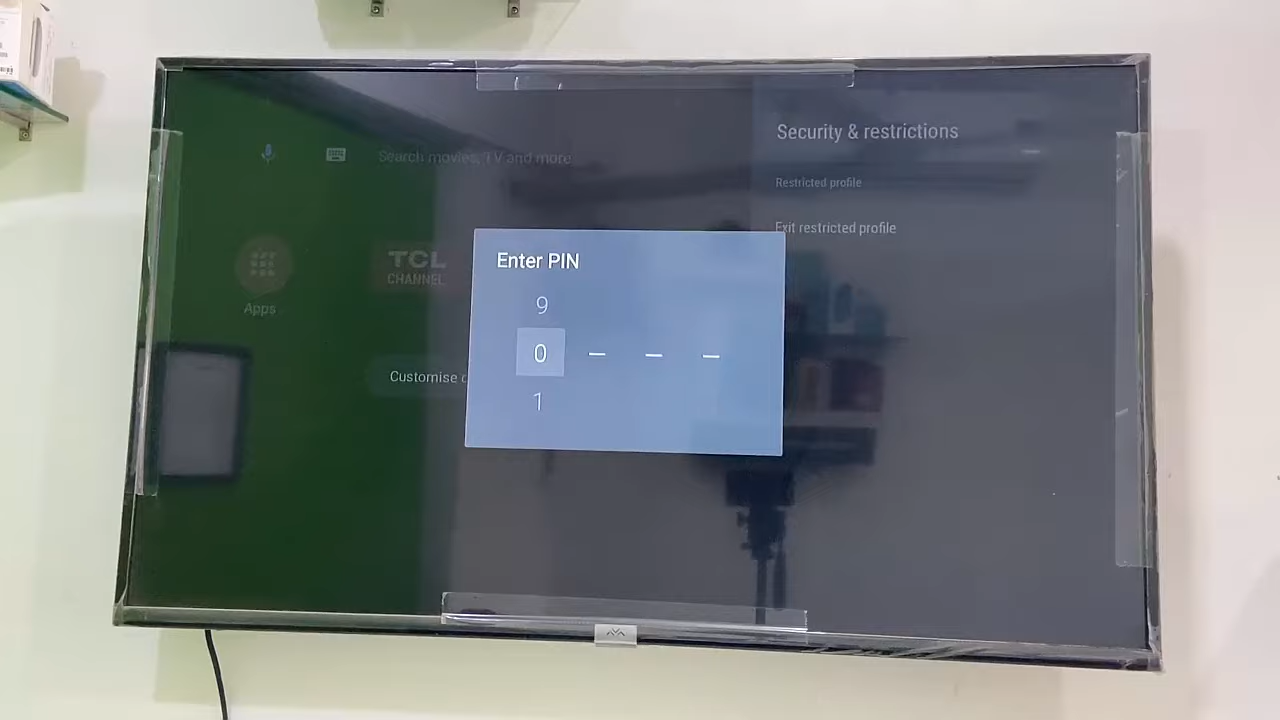 Security & restrictions
Search movies, TV and more
Restricted profile
Exit restricted profile
Enter PIN
TCL
CHANNEL
Apps
9
0 – – –
1
Customise